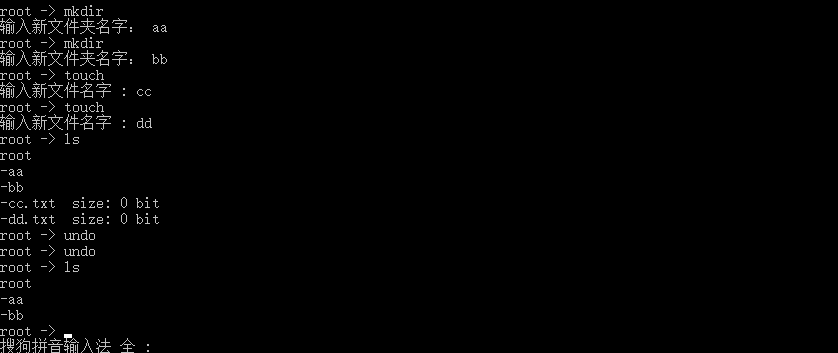 root -> mkdir
输入新文件夹名字： aa
root -> mkdir
输入新文件夹名字： bb
root -> touch
输入新文件名字 : cc
root -> touch
输入新文件名字 : dd
root -> ls
root
-aa
-bb
-cc.txt  size: 0 bit
-dd.txt  size: 0 bit
root -> undo
root -> undo
root -> ls
root
-aa
-bb
root ->
搜狗拼音输入法 全 :